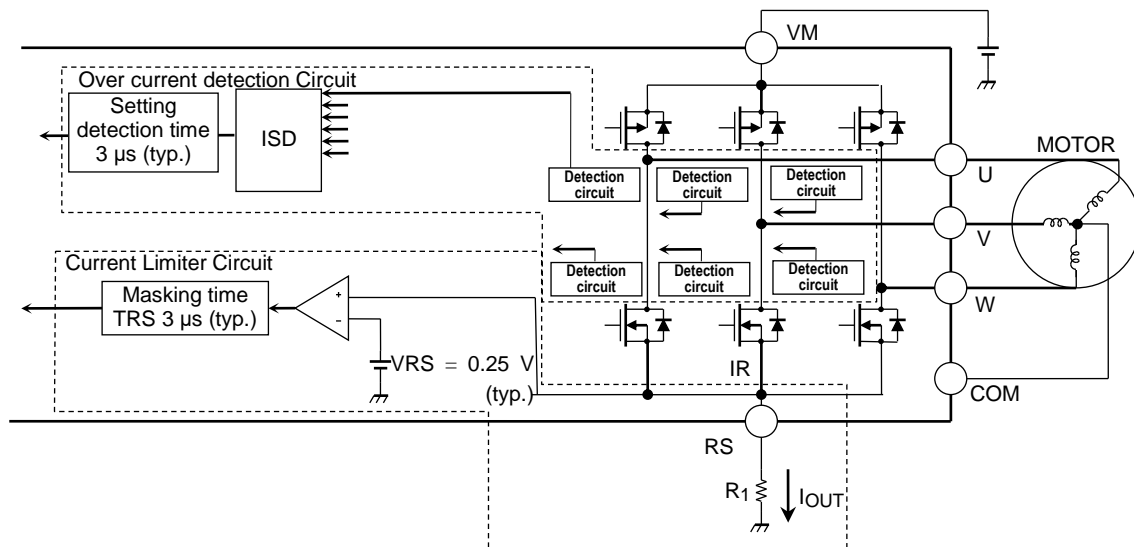 VM
Over current detection Circuit
Setting
detection time
3 µs (typ.)
ISD
MOTOR
U
Detection
circuit
Detection
circuit
Detection
circuit
V
Current Limiter Circuit
Detection
circuit
Detection
circuit
Detection
circuit
Masking time
TRS 3 µs (typ.)
+
−
W
VRS = 0.25 V
(typ.)
IR
COM
RS
R1
IOUT